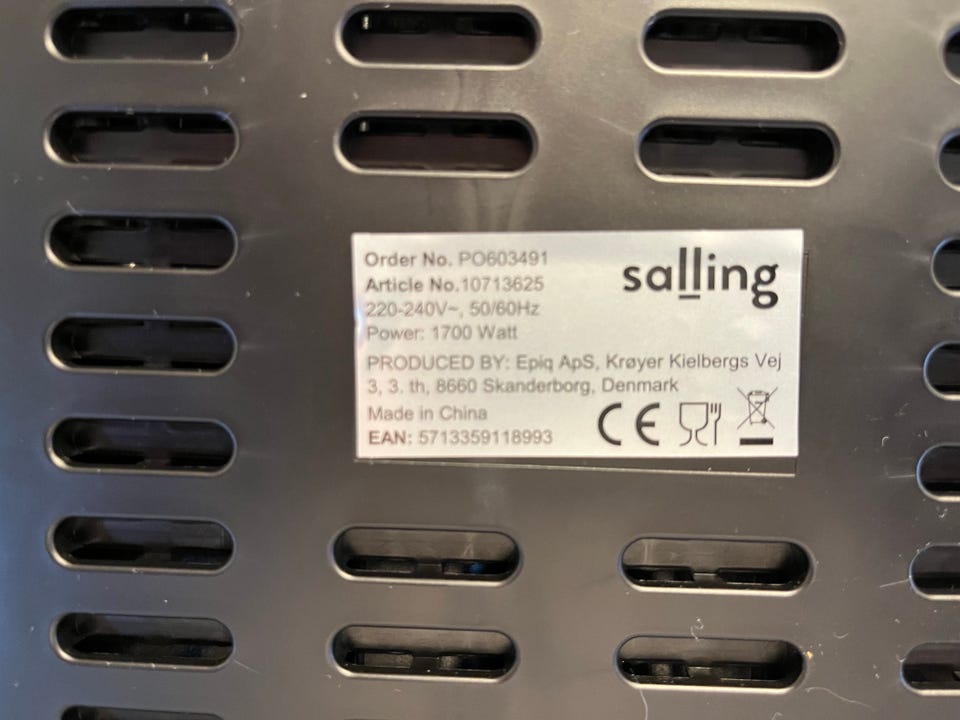 Order No. PO603491
salling
Article No.10713625
220-240V~, 50/60Hz
Power: 1700 Watt
PRODUCED BY: Epiq ApS, Krøyer Kielbergs Vej
3, 3. th, 8660 Skanderborg, Denmark
Made in China
EAN: 5713359118993
CE